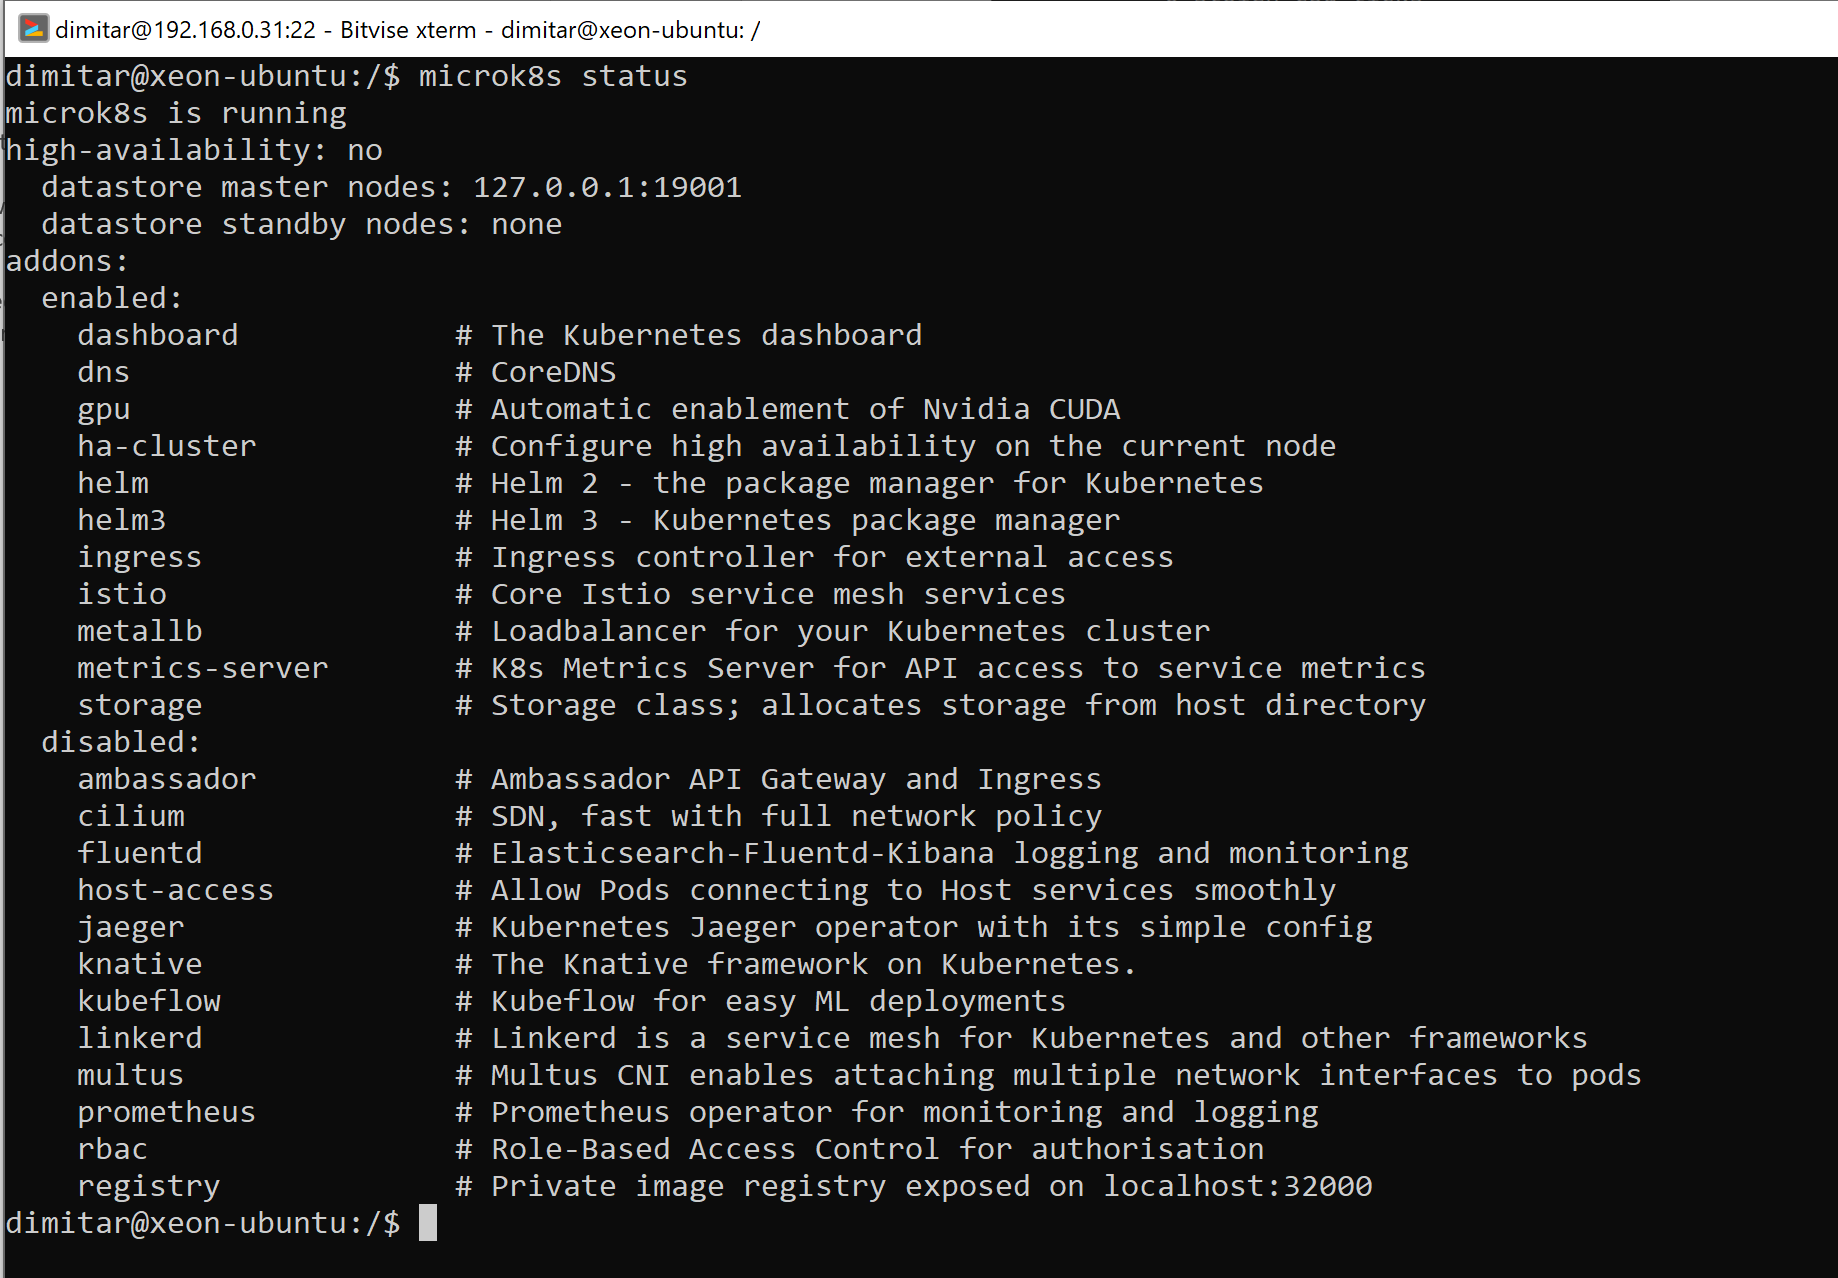 dimitar@192.168.0.31:22 - Bitvise xterm - dimitar@xeon-ubuntu: /
dimitar@xeon-ubuntu:/$ microk8s status
microk8s is running
high-availability: no
  datastore master nodes: 127.0.0.1:19001
  datastore standby nodes: none
addons:
  enabled:
    dashboard            # The Kubernetes dashboard
    dns                  # CoreDNS
    gpu                  # Automatic enablement of Nvidia CUDA
    ha-cluster           # Configure high availability on the current node
    helm                 # Helm 2 - the package manager for Kubernetes
    helm3                # Helm 3 - Kubernetes package manager
    ingress              # Ingress controller for external access
    istio                # Core Istio service mesh services
    metallb              # Loadbalancer for your Kubernetes cluster
    metrics-server       # K8s Metrics Server for API access to service metrics
    storage              # Storage class; allocates storage from host directory
  disabled:
    ambassador           # Ambassador API Gateway and Ingress
    cilium               # SDN, fast with full network policy
    fluentd              # Elasticsearch-Fluentd-Kibana logging and monitoring
    host-access          # Allow Pods connecting to Host services smoothly
    jaeger               # Kubernetes Jaeger operator with its simple config
    knative              # The Knative framework on Kubernetes.
    kubeflow             # Kubeflow for easy ML deployments
    linkerd              # Linkerd is a service mesh for Kubernetes and other frameworks
    multus               # Multus CNI enables attaching multiple network interfaces to pods
    prometheus           # Prometheus operator for monitoring and logging
    rbac                 # Role-Based Access Control for authorisation
    registry             # Private image registry exposed on localhost:32000
dimitar@xeon-ubuntu:/$